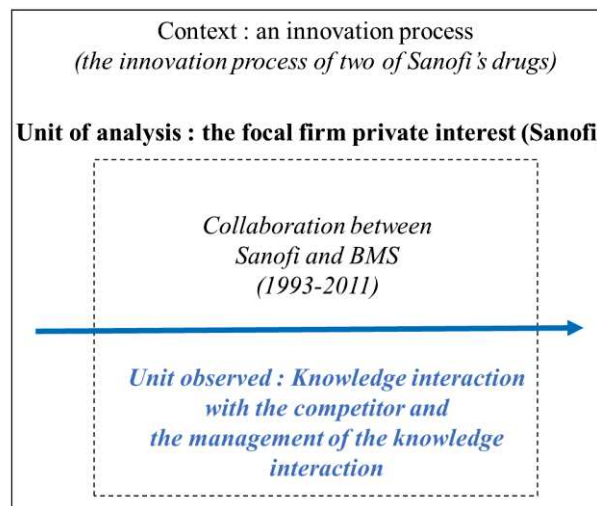 Context : an innovation process
(the innovation process of two of Sanofi's drugs)
Unit of analysis : the focal firm private interest (Sanofi
Collaboration between
Sanofi and BMS
(1993-2011)
Unit observed : Knowledge interaction
with the competitor and
the management of the knowledge
interaction